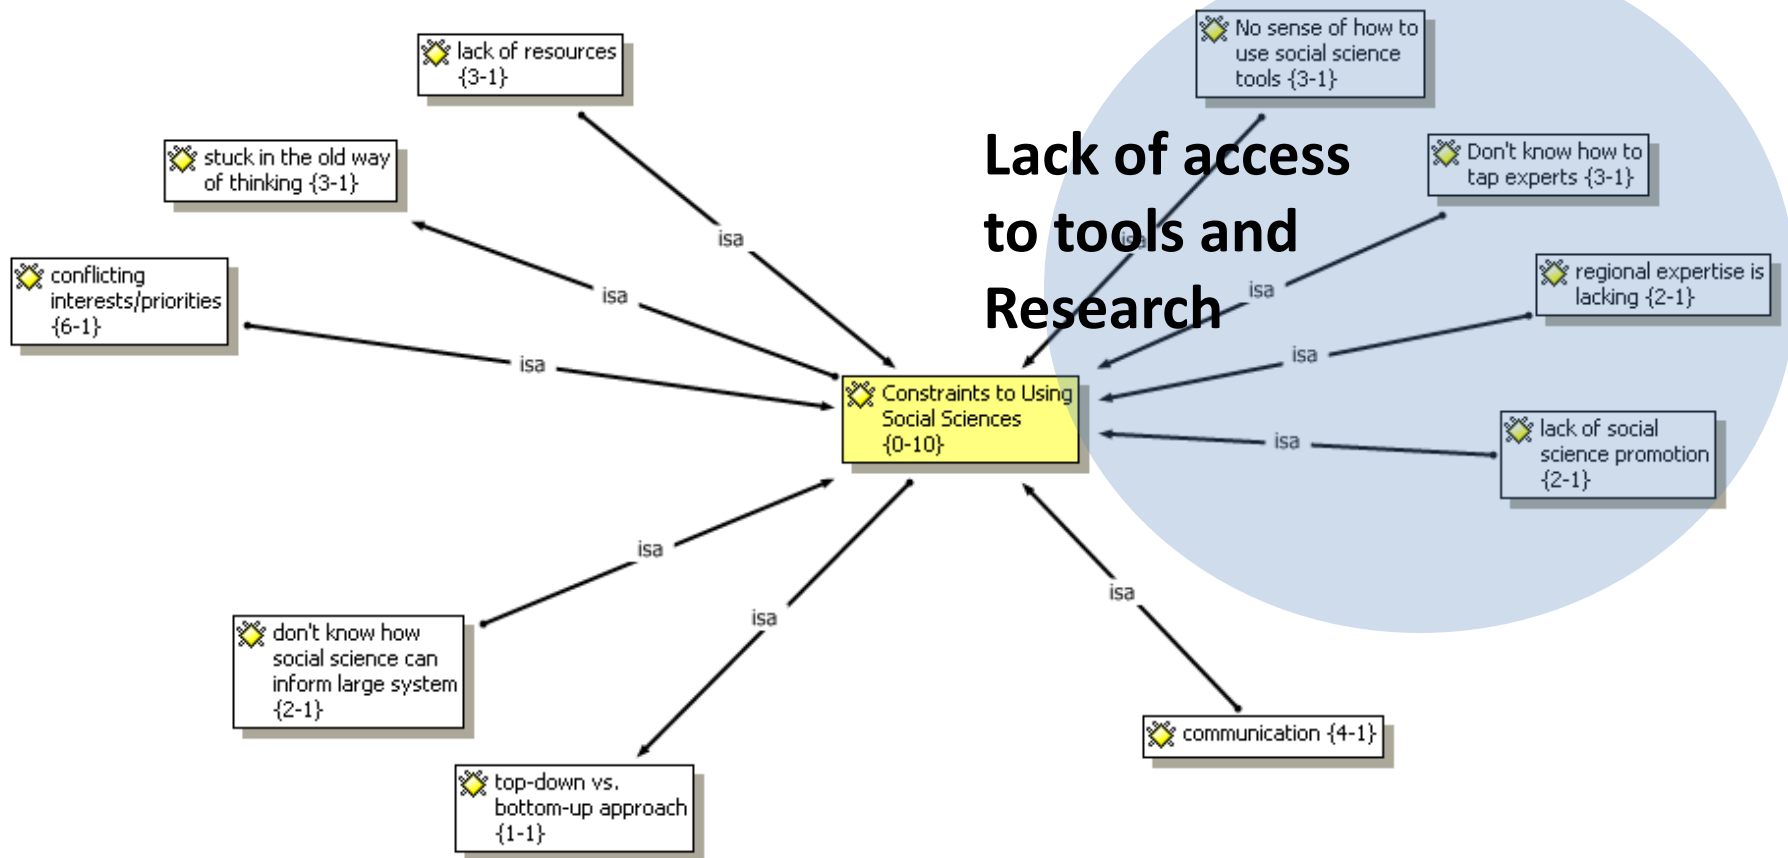 lack of resources
{3-1}
No sense of how to
use social science
tools {3-1}
stuck in the old way
of thinking {3-1}
Lack of access
to tools and
Research
Don't know how to
tap experts {3-1}
isa
isa
conflicting
interests/priorities
{6-1}
isa
isa
regional expertise is
lacking {2-1}
isa
isa
Constraints to Using
Social Sciences
{0-10}
isa
lack of social
science promotion
{2-1}
isa
isa
isa
don't know how
social science can
inform large system
{2-1}
communication {4-1}
top-down vs.
bottom-up approach
{1-1}